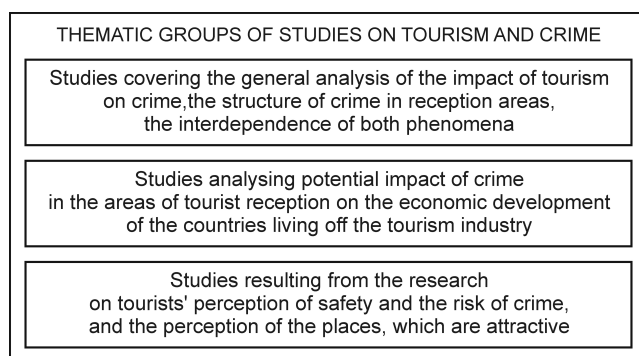 THEMATIC GROUPS OF STUDIES ON TOURISM AND CRIME
Studies covering the general analysis of the impact of tourism
on crime,the structure of crime in reception areas,
the interdependence of both phenomena
Studies analysing potential impact of crime
in the areas of tourist reception on the economic development
of the countries living off the tourism industry
Studies resulting from the research
on tourists' perception of safety and the risk of crime,
and the perception of the places, which are attractive